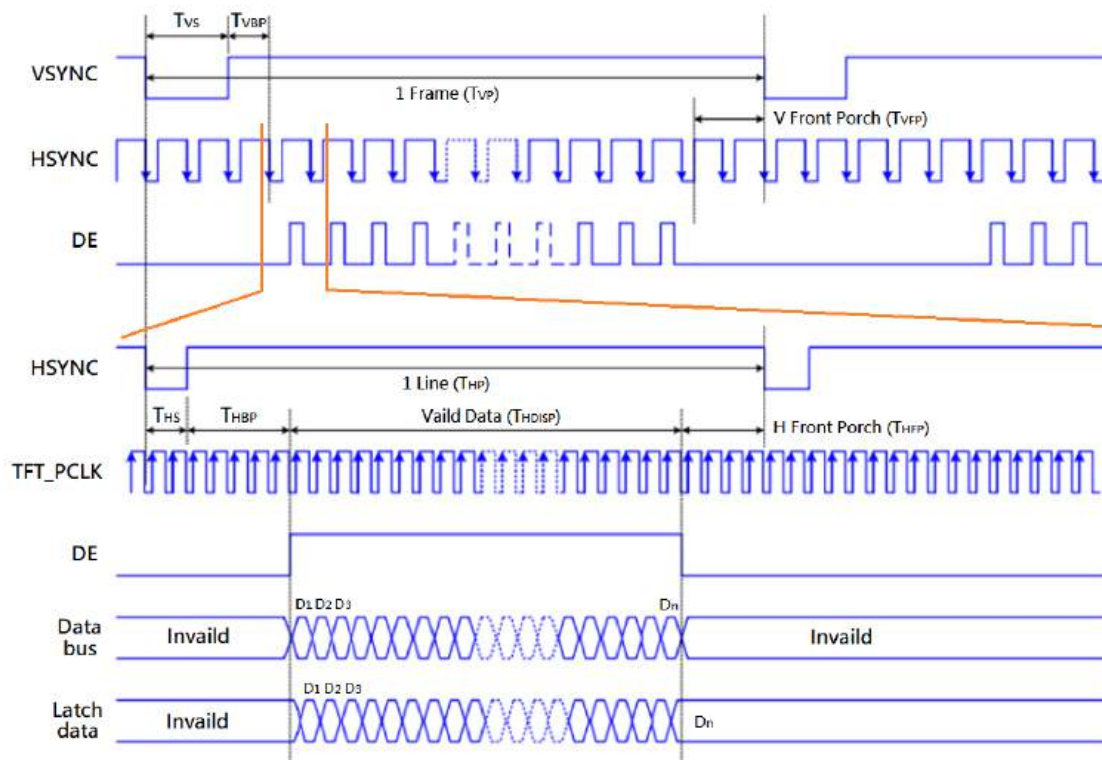 TVS TVBP
VSYNC
1 Frame (TVP)
V Front Porch (TVFP)
HSYNC
DE
HSYNC
1 Line (THP)
THS THBP Vaild Data (THDISP) H Front Porch (THFP)
TFT_PCLK
DE
D1 D2 D3 Dn
Data bus
Invaild Invaild
D1 D2 D3
Latch data
Invaild Dn